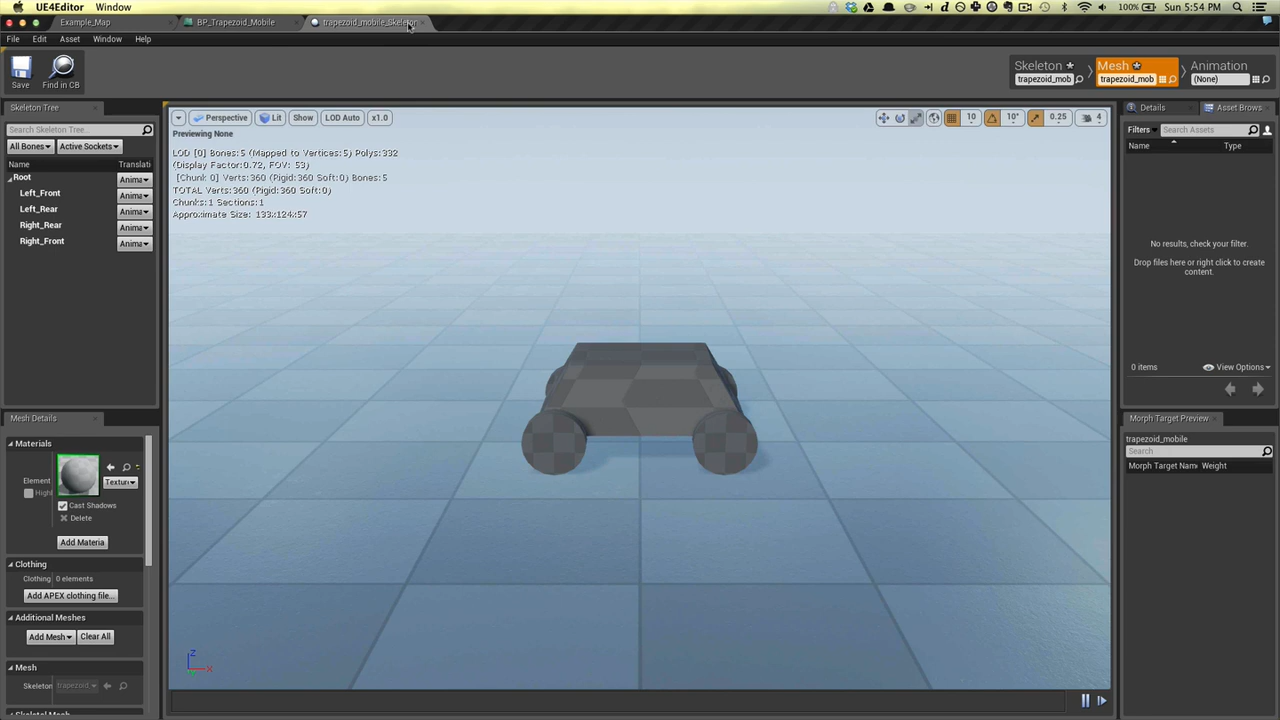 UE4Editor Window
100% Sun 5:54 PM
Example_Map
BP_Trapezoid_Mobile
trapezoid_mobile_Skeleton
File Edit Asset Window Help
Save
Find in CB
Skeleton
trapezoid_mob
Mesh
trapezoid_mob
Animation
(None)
Skeleton Tree
Search Skeleton Tree...
All Bones
Active Sockets
Name Translati
Root Anima
Left_Front Anima
Left_Rear Anima
Right_Rear Anima
Right_Front Anima
Perspective Lit Show LOD Auto x1.0
10 10° 0.25 4
Previewing None
LOD [0] Bones:5 (Mapped to Vertices:5) Polys:332
(Display Factor:0.72, FOV: 53)
[Chunk 0] Verts:360 (Rigid:360 Soft:0) Bones:5
TOTAL Verts:360 (Rigid:360 Soft:0)
Chunks:1 Sections:1
Approximate Size: 133x124x57
Z
X
Details
Asset Brows
Filters
Search Assets
Name Type
No results, check your filter.
Drop files here or right click to create
content.
0 items
View Options
Mesh Details
Materials
Element
Highl
Textur
Cast Shadows
Delete
Add Materia
Clothing
Clothing 0 elements
Add APEX clothing file...
Additional Meshes
Add Mesh
Clear All
Mesh
Skeleton trapezoid
Skeletal Mesh
Morph Target Preview
trapezoid_mobile
Search
Morph Target Name Weight